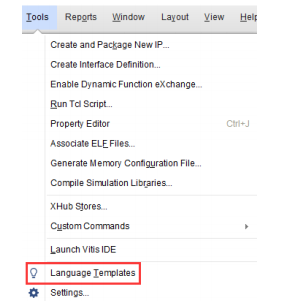 Tools Reports Window Layout View Help
Create and Package New IP...
Create Interface Definition...
Enable Dynamic Function eXchange...
Run Tcl Script...
Property Editor Ctrl+J
Associate ELF Files...
Generate Memory Configuration File...
Compile Simulation Libraries...
XHub Stores...
Custom Commands
Launch Vitis IDE
Language Templates
Settings...